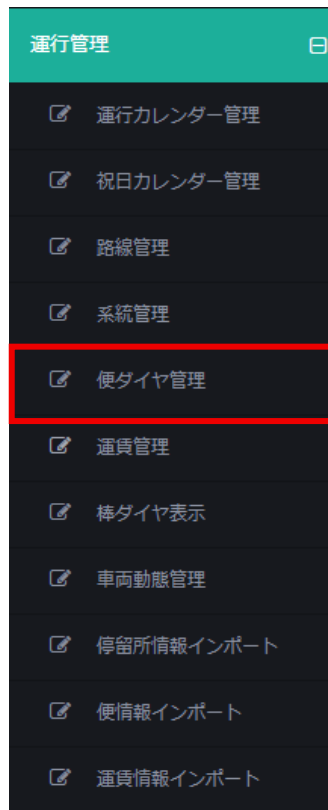 運行管理
運行カレンダー管理
祝日カレンダー管理
路線管理
系統管理
便ダイヤ管理
運賃管理
棒ダイヤ表示
車両動態管理
停留所情報インポート
便情報インポート
運賃情報インポート